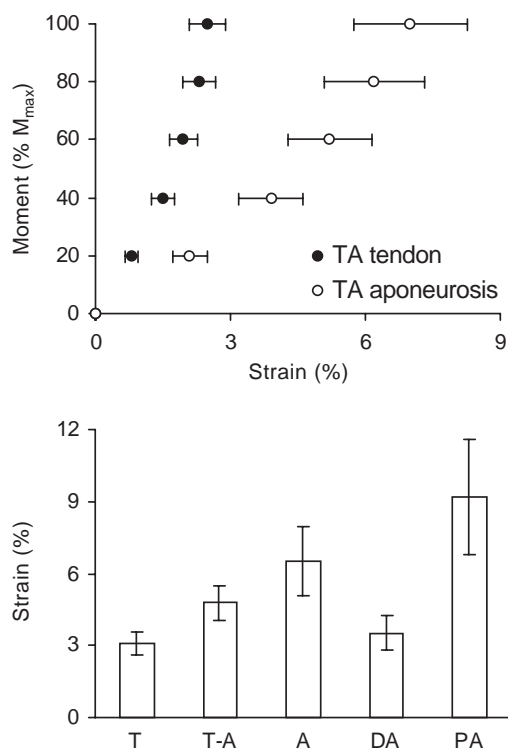 100
80
60
40
20
0
Moment (% Mmax)
TA tendon
TA aponeurosis
0 3 6 9
Strain (%)
12
9
6
3
0
Strain (%)
T T-A A DA PA